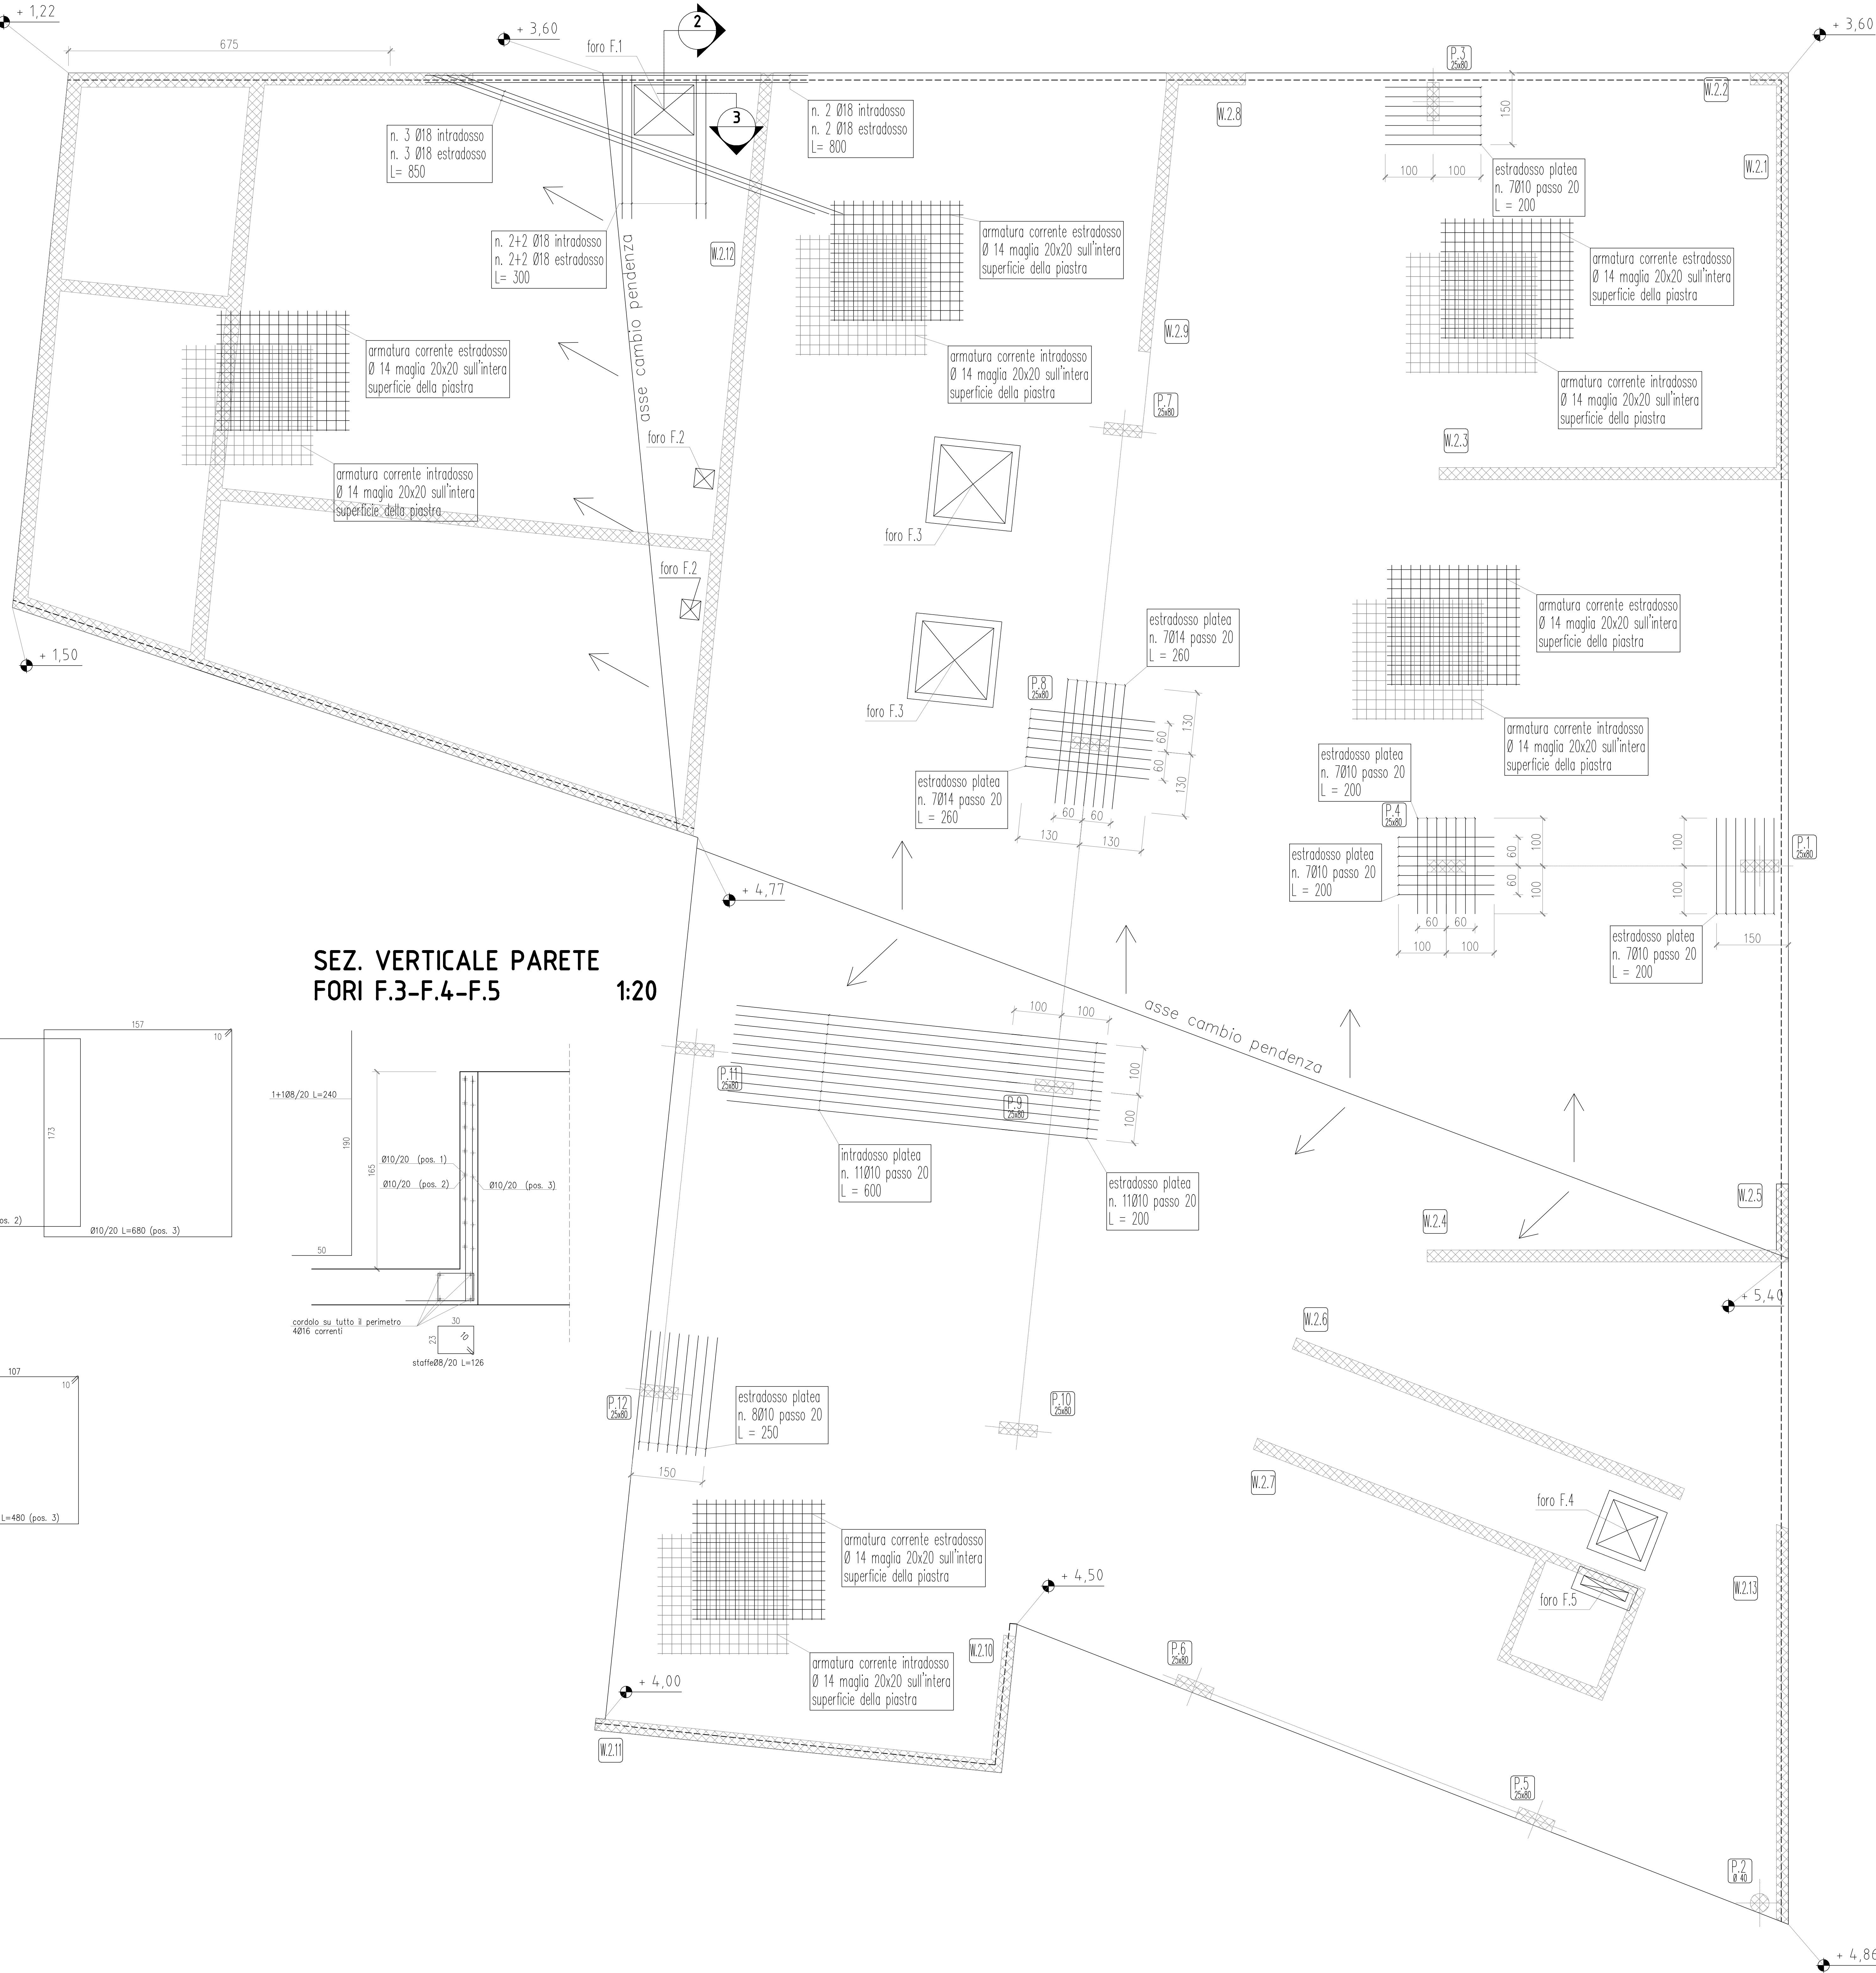 + 1,22
675
+ 3,60
foro F.1
2
3
+ 3,60
n. 3 Ø18 intradosso
n. 3 Ø18 estradosso
L= 850
n. 2 Ø18 intradosso
n. 2 Ø18 estradosso
L= 800
n. 2+2 Ø18 intradosso
n. 2+2 Ø18 estradosso
L= 300
asse cambio pendenza
W.2.12
W.2.8
P.3
25x80
150
100
100
estradosso platea
n. 7Ø10 passo 20
L = 200
W.2.2
W.2.1
armatura corrente estradosso
Ø 14 maglia 20x20 sull'intera
superficie della piastra
armatura corrente intradosso
Ø 14 maglia 20x20 sull'intera
superficie della piastra
armatura corrente estradosso
Ø 14 maglia 20x20 sull'intera
superficie della piastra
armatura corrente intradosso
Ø 14 maglia 20x20 sull'intera
superficie della piastra
armatura corrente estradosso
Ø 14 maglia 20x20 sull'intera
superficie della piastra
armatura corrente intradosso
Ø 14 maglia 20x20 sull'intera
superficie della piastra
W.2.9
P.7
25x80
W.2.3
foro F.2
foro F.2
foro F.3
foro F.3
+ 1,50
armatura corrente estradosso
Ø 14 maglia 20x20 sull'intera
superficie della piastra
armatura corrente intradosso
Ø 14 maglia 20x20 sull'intera
superficie della piastra
estradosso platea
n. 7Ø14 passo 20
L = 260
P.8
25x80
130
60
60
130
estradosso platea
n. 7Ø14 passo 20
L = 260
60
60
130
130
estradosso platea
n. 7Ø10 passo 20
L = 200
P.4
25x80
estradosso platea
n. 7Ø10 passo 20
L = 200
60
60
100
100
60
60
100
100
100
100
P.1
25x80
estradosso platea
n. 7Ø10 passo 20
L = 200
150
+ 4,77
SEZ. VERTICALE PARETE
FORI F.3-F.4-F.5 1:20
157
10
173
os. 2)
Ø10/20 L=680 (pos. 3)
1+1Ø8/20 L=240
190
50
165
Ø10/20 (pos. 1)
Ø10/20 (pos. 2)
Ø10/20 (pos. 3)
cordolo su tutto il perimetro
4Ø16 correnti
30
23
10
staffeØ8/20 L=126
107
10
L=480 (pos. 3)
asse cambio pendenza
100
100
100
100
P.11
25x80
P.9
25x80
intradosso platea
n. 11Ø10 passo 20
L = 600
estradosso platea
n. 11Ø10 passo 20
L = 200
W.2.5
W.2.4
+ 5,40
W.2.6
P.12
25x80
estradosso platea
n. 8Ø10 passo 20
L = 250
150
P.10
25x80
W.2.7
foro F.4
foro F.5
W.2.13
armatura corrente estradosso
Ø 14 maglia 20x20 sull'intera
superficie della piastra
armatura corrente intradosso
Ø 14 maglia 20x20 sull'intera
superficie della piastra
+ 4,50
W.2.10
+ 4,00
W.2.11
P.6
25x80
P.5
25x80
P.2
Ø 40
+ 4,86